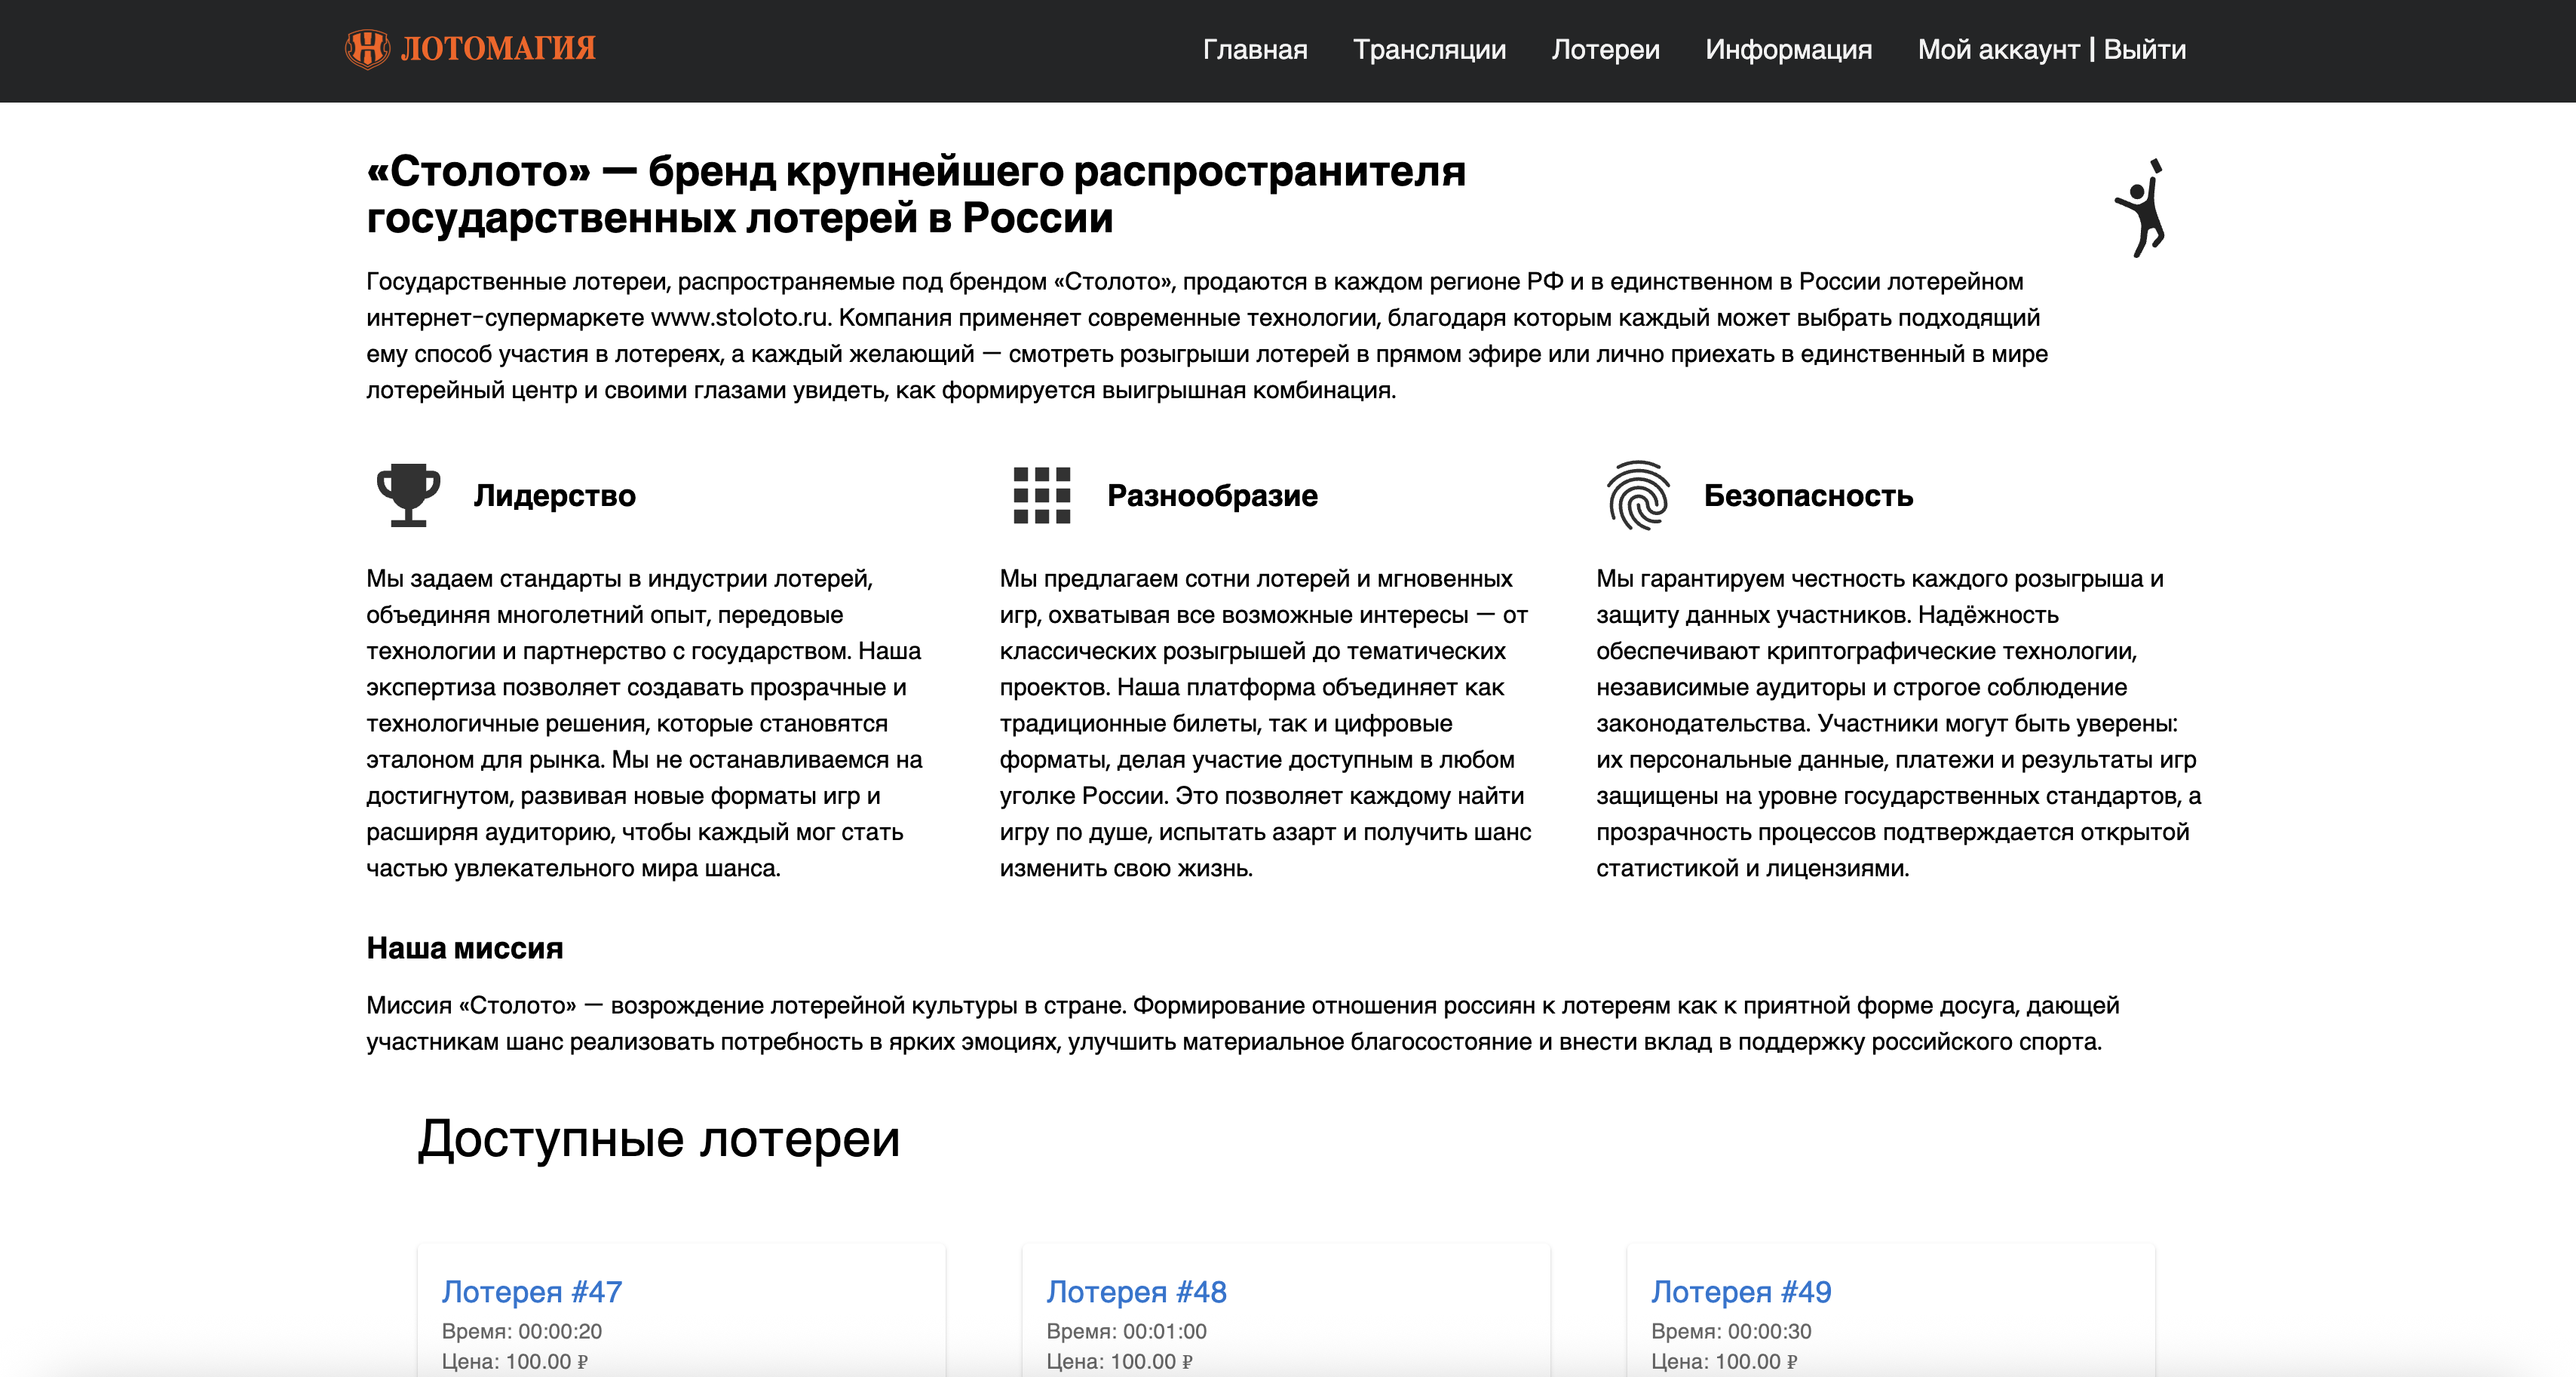 ЛОТОМАГИЯ
Главная Трансляции Лотереи Информация Мой аккаунт | Выйти
«Столото» — бренд крупнейшего распространителя
государственных лотерей в России
Государственные лотереи, распространяемые под брендом «Столото», продаются в каждом регионе РФ и в единственном в России лотерейном
интернет-супермаркете www.stoloto.ru. Компания применяет современные технологии, благодаря которым каждый может выбрать подходящий
ему способ участия в лотереях, а каждый желающий — смотреть розыгрыши лотерей в прямом эфире или лично приехать в единственный в мире
лотерейный центр и своими глазами увидеть, как формируется выигрышная комбинация.
Лидерство
Мы задаем стандарты в индустрии лотерей,
объединяя многолетний опыт, передовые
технологии и партнерство с государством. Наша
экспертиза позволяет создавать прозрачные и
технологичные решения, которые становятся
эталоном для рынка. Мы не останавливаемся на
достигнутом, развивая новые форматы игр и
расширяя аудиторию, чтобы каждый мог стать
частью увлекательного мира шанса.
Разнообразие
Мы предлагаем сотни лотерей и мгновенных
игр, охватывая все возможные интересы — от
классических розыгрышей до тематических
проектов. Наша платформа объединяет как
традиционные билеты, так и цифровые
форматы, делая участие доступным в любом
уголке России. Это позволяет каждому найти
игру по душе, испытать азарт и получить шанс
изменить свою жизнь.
Безопасность
Мы гарантируем честность каждого розыгрыша и
защиту данных участников. Надёжность
обеспечивают криптографические технологии,
независимые аудиторы и строгое соблюдение
законодательства. Участники могут быть уверены:
их персональные данные, платежи и результаты игр
защищены на уровне государственных стандартов, а
прозрачность процессов подтверждается открытой
статистикой и лицензиями.
Наша миссия
Миссия «Столото» — возрождение лотерейной культуры в стране. Формирование отношения россиян к лотереям как к приятной форме досуга, дающей
участникам шанс реализовать потребность в ярких эмоциях, улучшить материальное благосостояние и внести вклад в поддержку российского спорта.
Доступные лотереи
Лотерея #47
Время: 00:00:20
Цена: 100.00 ₽
Лотерея #48
Время: 00:01:00
Цена: 100.00 ₽
Лотерея #49
Время: 00:00:30
Цена: 100.00 ₽